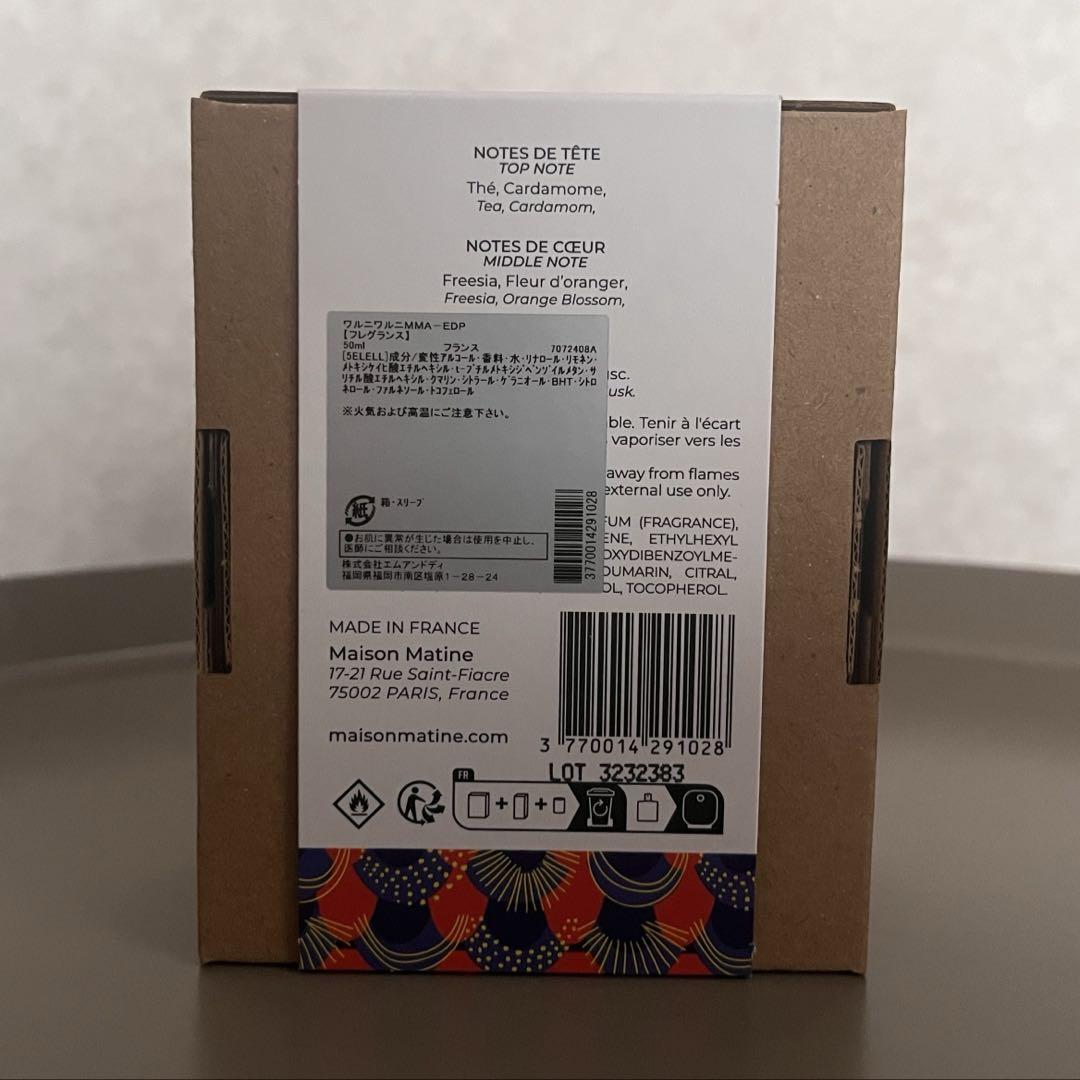 NOTES DE TÊTE
TOP NOTE
Thé, Cardamome,
Tea, Cardamom,
NOTES DE CŒUR
MIDDLE NOTE
Freesia, Fleur d'oranger,
Freesia, Orange Blossom,
ワルニワルニMMA-EDP
【フレグランス】
50ml フランス 7072408A
[5ELELL]成分/変性アルコール・香料・水・リナロール・リモネン・
メトキシケイヒ酸エチルヘキシル・t-ブチルメトキシジベンゾイルメタン・サ
リチル酸エチルヘキシル・クマリン・シトラール・ゲラニオール・BHT・シトロ
ネロール・ファルネソール・トコフェロール
※火気および高温にご注意下さい。
紙 箱・スリーブ
●お肌に異常が生じた場合は使用を中止し、
医師にご相談ください。
株式会社エムアンドディ
福岡県福岡市南区塩原1-28-24
3770014291028
sc.
usk.
ble. Tenir à l'écart
vaporiser vers les
away from flames
external use only.
FUM (FRAGRANCE),
ENE, ETHYLHEXYL
OXYDIBENZOYLME-
OUMARIN, CITRAL,
OL, TOCOPHEROL.
MADE IN FRANCE
Maison Matine
17-21 Rue Saint-Fiacre
75002 PARIS, France
maisonmatine.com
3 770014 291028
LOT 3232383
FR